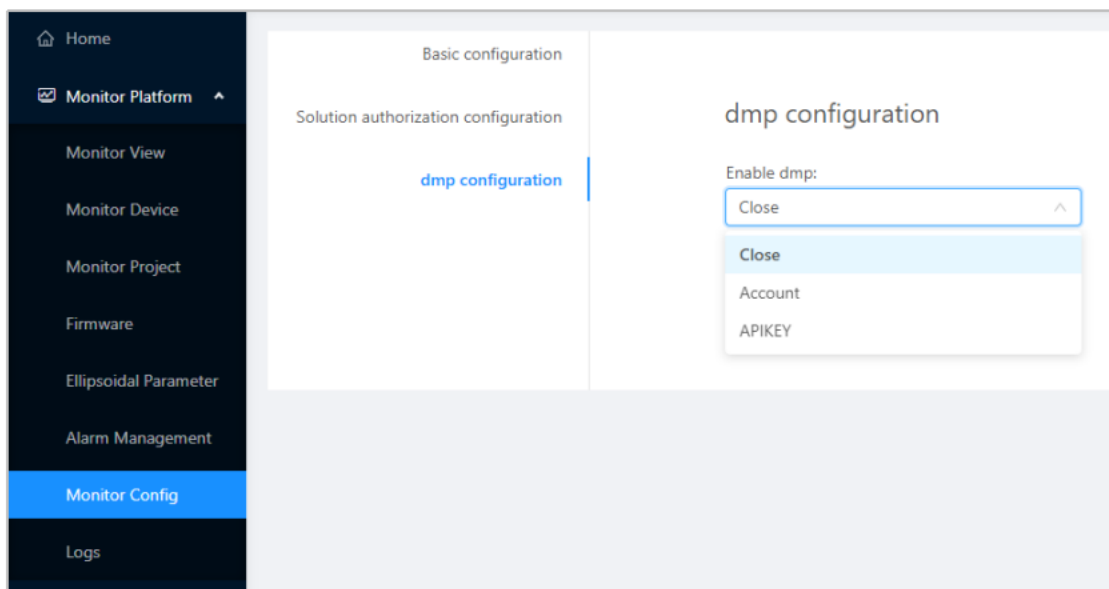 Home
Monitor Platform
Monitor View
Monitor Device
Monitor Project
Firmware
Ellipsoidal Parameter
Alarm Management
Monitor Config
Logs
Basic configuration
Solution authorization configuration
dmp configuration
dmp configuration
Enable dmp:
Close
Close
Account
APIKEY